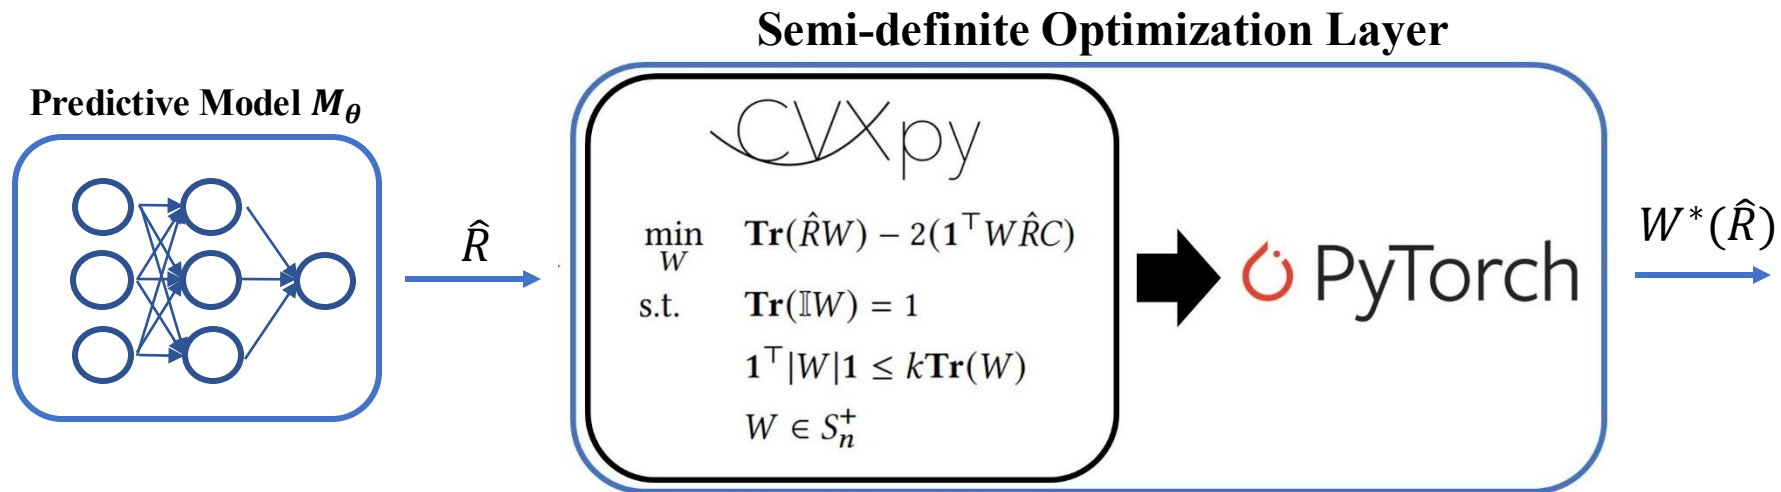 Semi-definite Optimization Layer
Predictive Model M_θ
R̂
CVXpy
min_W Tr(R̂W) − 2(1^⊤WR̂C)
s.t. Tr(𝕀W) = 1
1^⊤|W|1 ≤ kTr(W)
W ∈ S_n^+
PyTorch
W*(R̂)